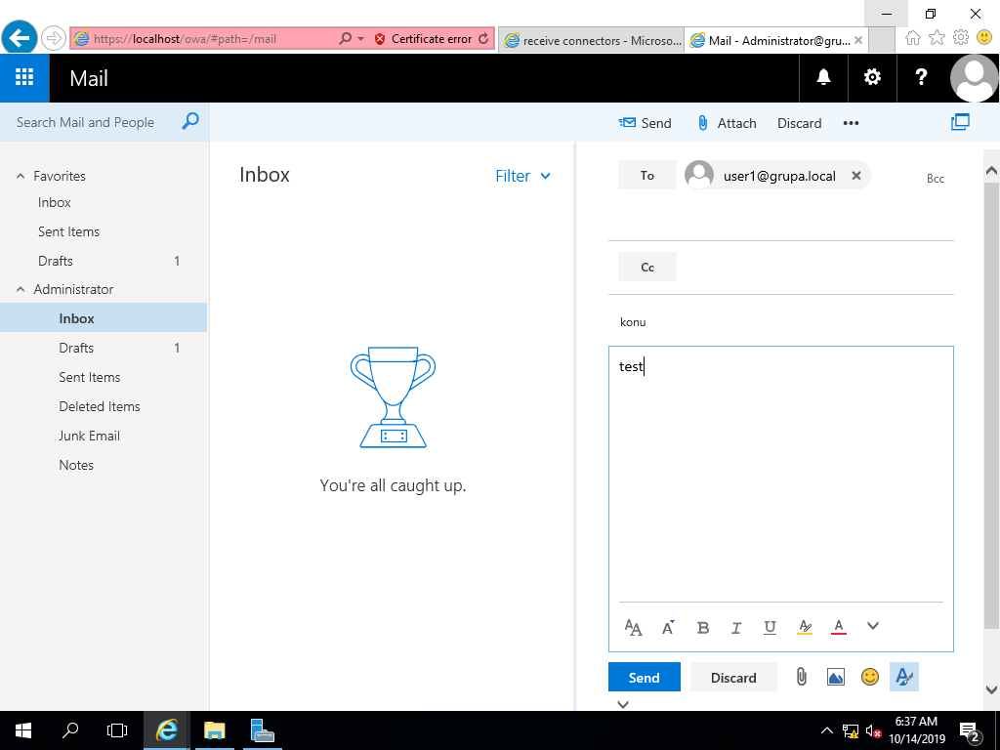 https://localhost/owa/#path=/mail
Certificate error
receive connectors - Microso...
Mail - Administrator@gru...
Mail
?
Search Mail and People
Send
Attach
Discard
•••
Inbox
Filter
To
user1@grupa.local
Bcc
Favorites
Inbox
Sent Items
Drafts 1
Administrator
Inbox
Drafts 1
Sent Items
Deleted Items
Junk Email
Notes
Cc
konu
test
You're all caught up.
AA A B I U A
Send
Discard
A
6:37 AM
10/14/2019
2